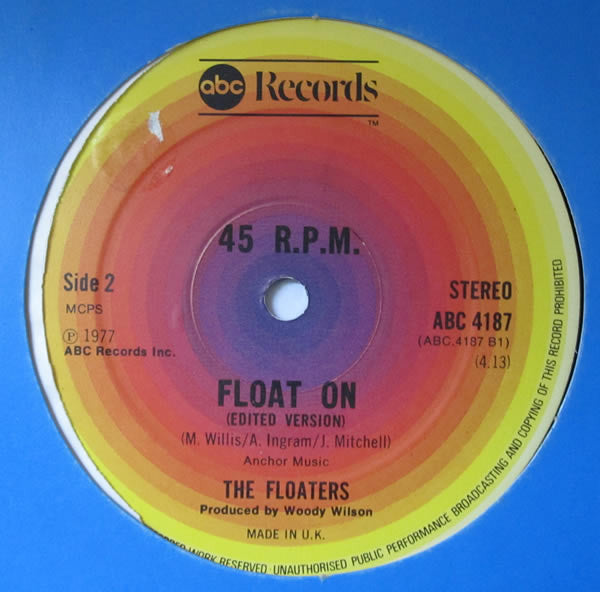 abc Records
TM
45 R.P.M.
Side 2
MCPS
Ⓟ 1977
ABC Records Inc.
STEREO
ABC 4187
(ABC.4187 B1)
(4.13)
FLOAT ON
(EDITED VERSION)
(M. Willis/A. Ingram/J. Mitchell)
Anchor Music
THE FLOATERS
Produced by Woody Wilson
MADE IN U.K.
WORK RESERVED · UNAUTHORISED PUBLIC PERFORMANCE BROADCASTING AND COPYING OF THIS RECORD PROHIBITED